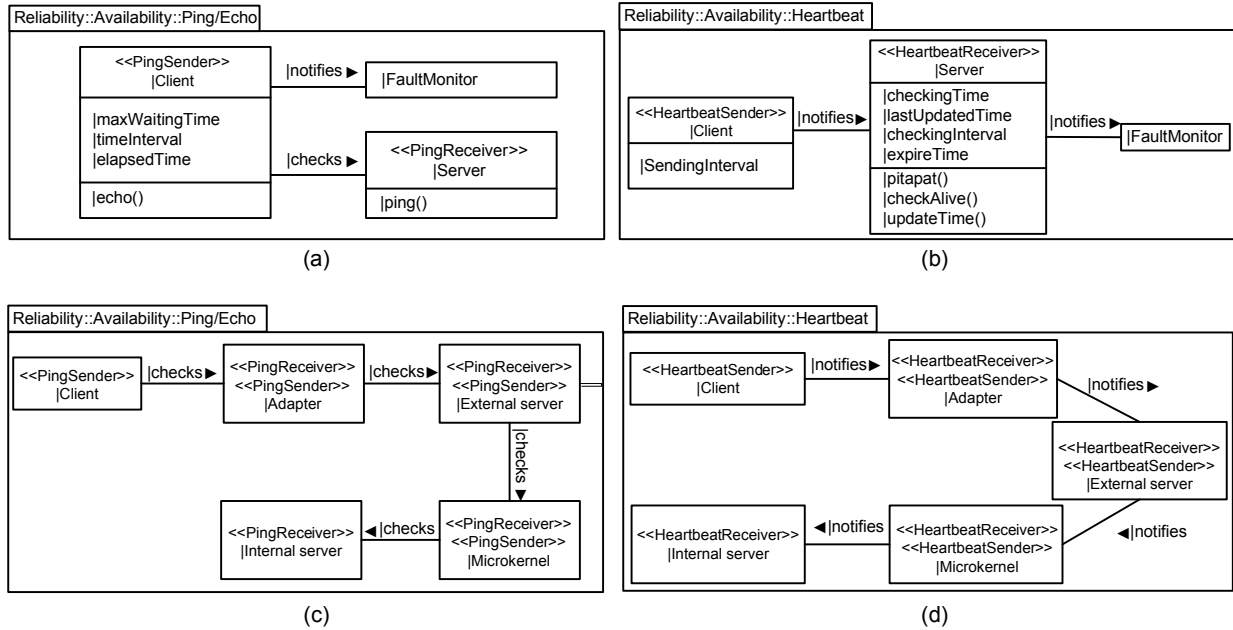 Reliability::Availability::Ping/Echo
<<PingSender>>
|Client
|maxWaitingTime
|timeInterval
|elapsedTime
|echo()
|notifies ▶
|FaultMonitor
|checks ▶
<<PingReceiver>>
|Server
|ping()
(a)
Reliability::Availability::Heartbeat
<<HeartbeatSender>>
|Client
|SendingInterval
|notifies ▶
<<HeartbeatReceiver>>
|Server
|checkingTime
|lastUpdatedTime
|checkingInterval
|expireTime
|pitapat()
|checkAlive()
|updateTime()
|notifies ▶
|FaultMonitor
(b)
Reliability::Availability::Ping/Echo
<<PingSender>>
|Client
|checks ▶
<<PingReceiver>>
<<PingSender>>
|Adapter
|checks ▶
<<PingReceiver>>
<<PingSender>>
|External server
|checks ▶
<<PingReceiver>>
<<PingSender>>
|Microkernel
◀|checks
<<PingReceiver>>
|Internal server
(c)
Reliability::Availability::Heartbeat
<<HeartbeatSender>>
|Client
|notifies ▶
<<HeartbeatReceiver>>
<<HeartbeatSender>>
|Adapter
|notifies ▶
<<HeartbeatReceiver>>
<<HeartbeatSender>>
|External server
◀|notifies
<<HeartbeatReceiver>>
<<HeartbeatSender>>
|Microkernel
◀|notifies
<<HeartbeatReceiver>>
|Internal server
(d)